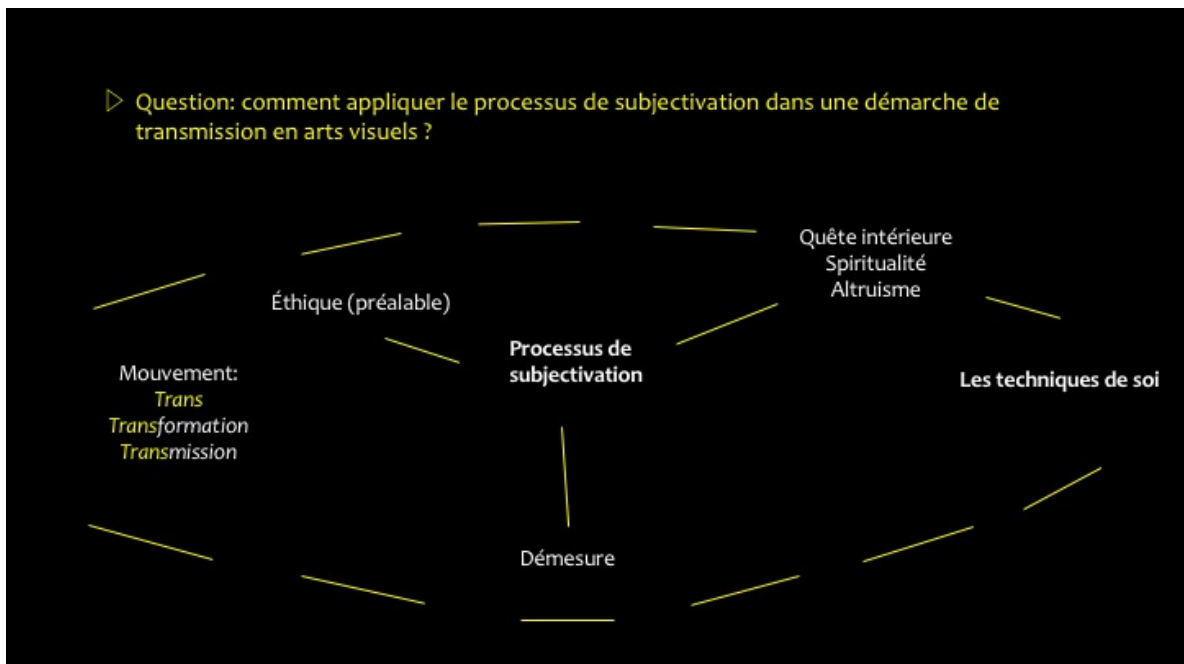 Question: comment appliquer le processus de subjectivation dans une démarche de
transmission en arts visuels ?
Quête intérieure
Spiritualité
Altruisme
Éthique (préalable)
Processus de
subjectivation
Mouvement:
Trans
Transformation
Transmission
Les techniques de soi
Démesure